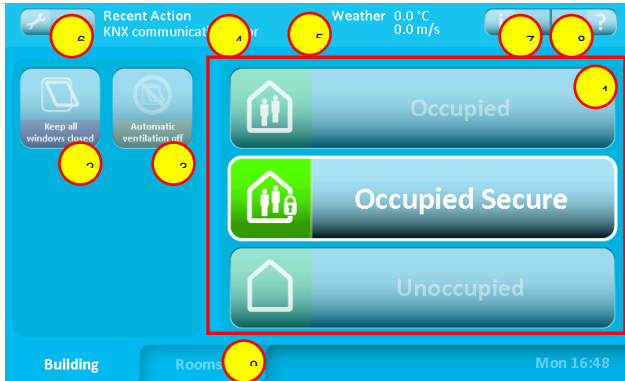 Recent Action
KNX communicati or
Weather 0.0 °C
0.0 m/s
?
Occupied
Keep all
windows closed
Automatic
ventilation off
Occupied Secure
Unoccupied
Building
Rooms
Mon 16:48